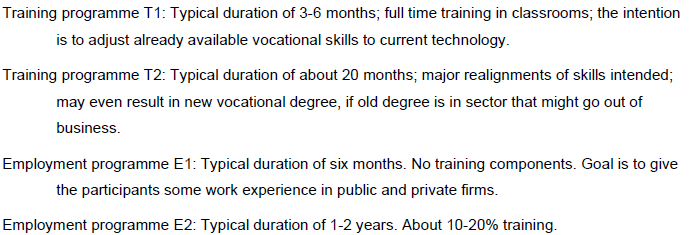 Training programme T1: Typical duration of 3-6 months; full time training in classrooms; the intention
is to adjust already available vocational skills to current technology.
Training programme T2: Typical duration of about 20 months; major realignments of skills intended;
may even result in new vocational degree, if old degree is in sector that might go out of
business.
Employment programme E1: Typical duration of six months. No training components. Goal is to give
the participants some work experience in public and private firms.
Employment programme E2: Typical duration of 1-2 years. About 10-20% training.